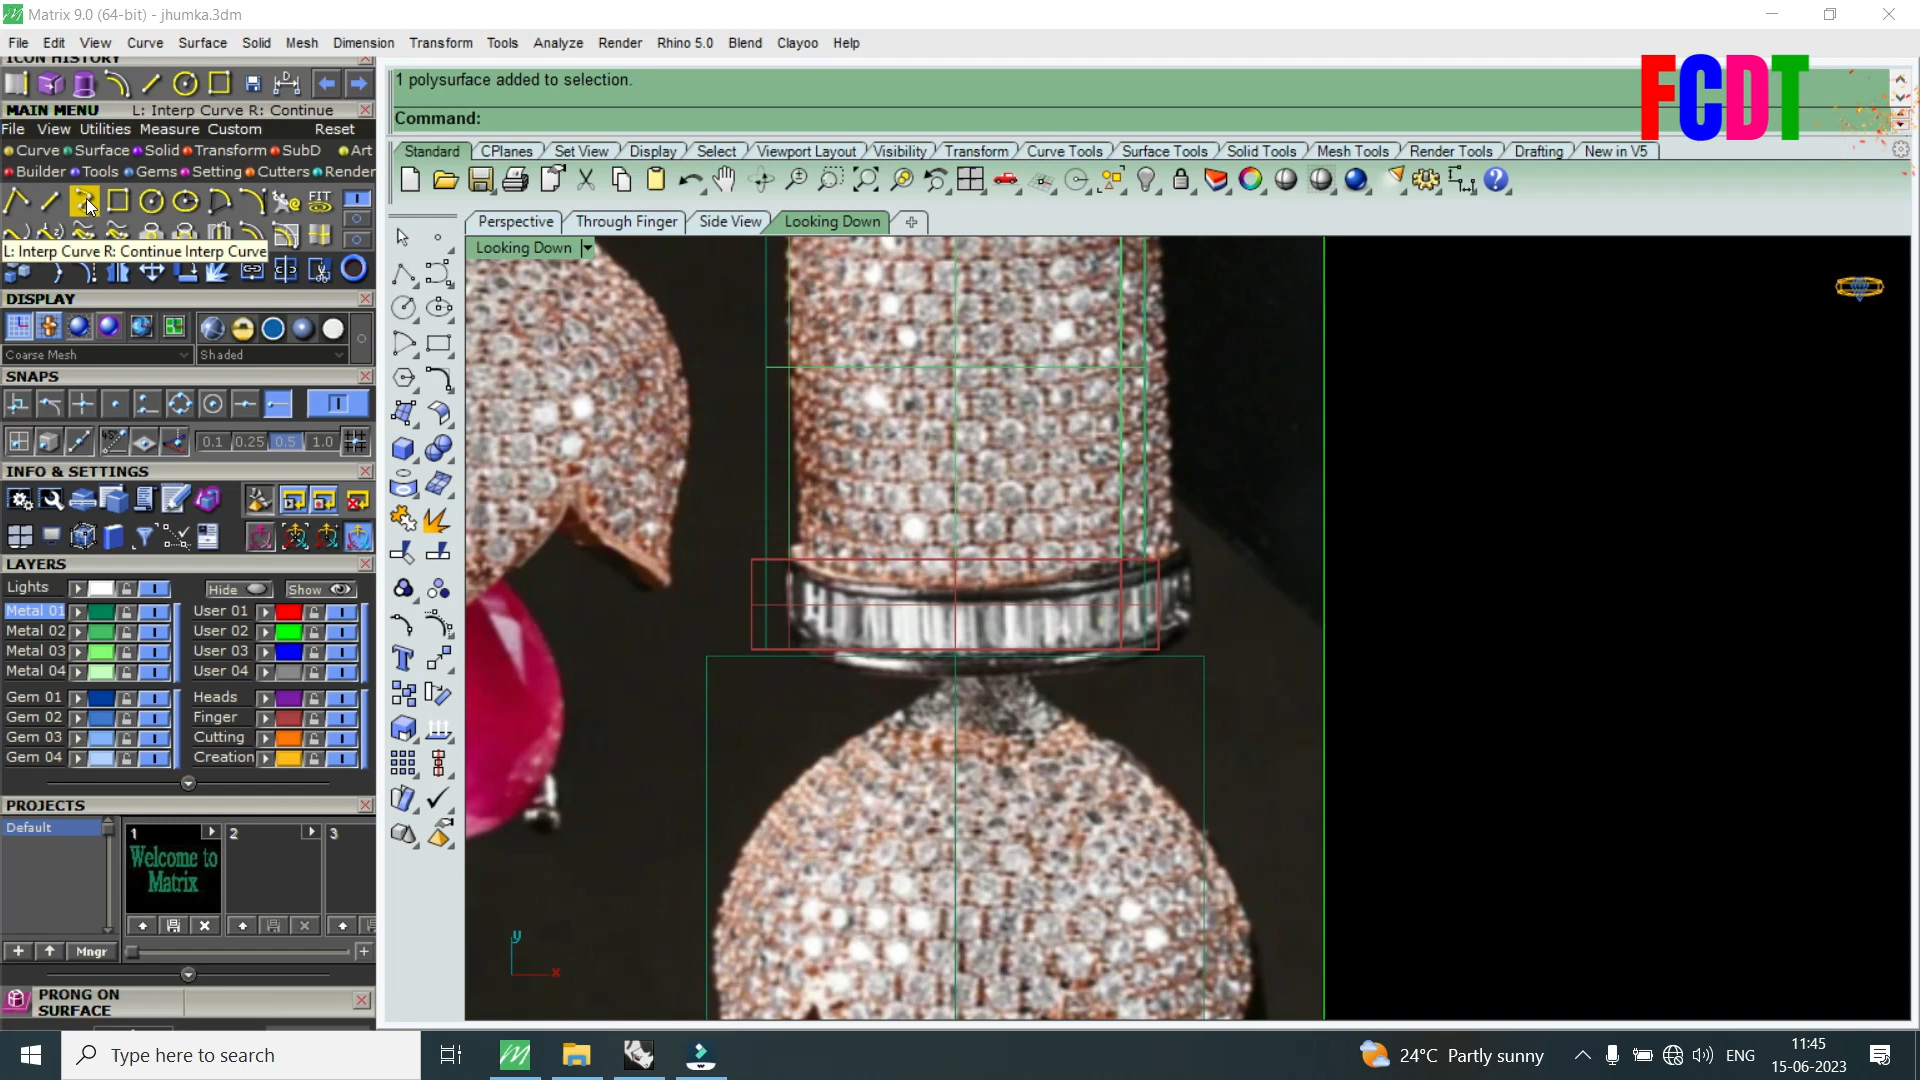 Matrix 9.0 (64-bit) - jhumka.3dm
File Edit View Curve Surface Solid Mesh Dimension Transform Tools Analyze Render Rhino 5.0 Blend Clayoo Help
ICON HISTORY
MAIN MENU L: Interp Curve R: Continue
File View Utilities Measure Custom Reset
Curve Surface Solid Transform SubD Art
Builder Tools Gems Setting Cutters Render
FIT
L: Interp Curve R: Continue Interp Curve
DISPLAY
Coarse Mesh Shaded
SNAPS
0.1 0.25 0.5 1.0
INFO & SETTINGS
LAYERS
Lights Hide Show
Metal 01 User 01
Metal 02 User 02
Metal 03 User 03
Metal 04 User 04
Gem 01 Heads
Gem 02 Finger
Gem 03 Cutting
Gem 04 Creation
PROJECTS
Default
1 2 3
Welcome to
Matrix
Mngr
PRONG ON
SURFACE
1 polysurface added to selection.
Command:
FCDT
Standard CPlanes Set View Display Select Viewport Layout Visibility Transform Curve Tools Surface Tools Solid Tools Mesh Tools Render Tools Drafting New in V5
Perspective Through Finger Side View Looking Down
Looking Down
y
x
Type here to search
24°C Partly sunny
ENG
11:45
15-06-2023